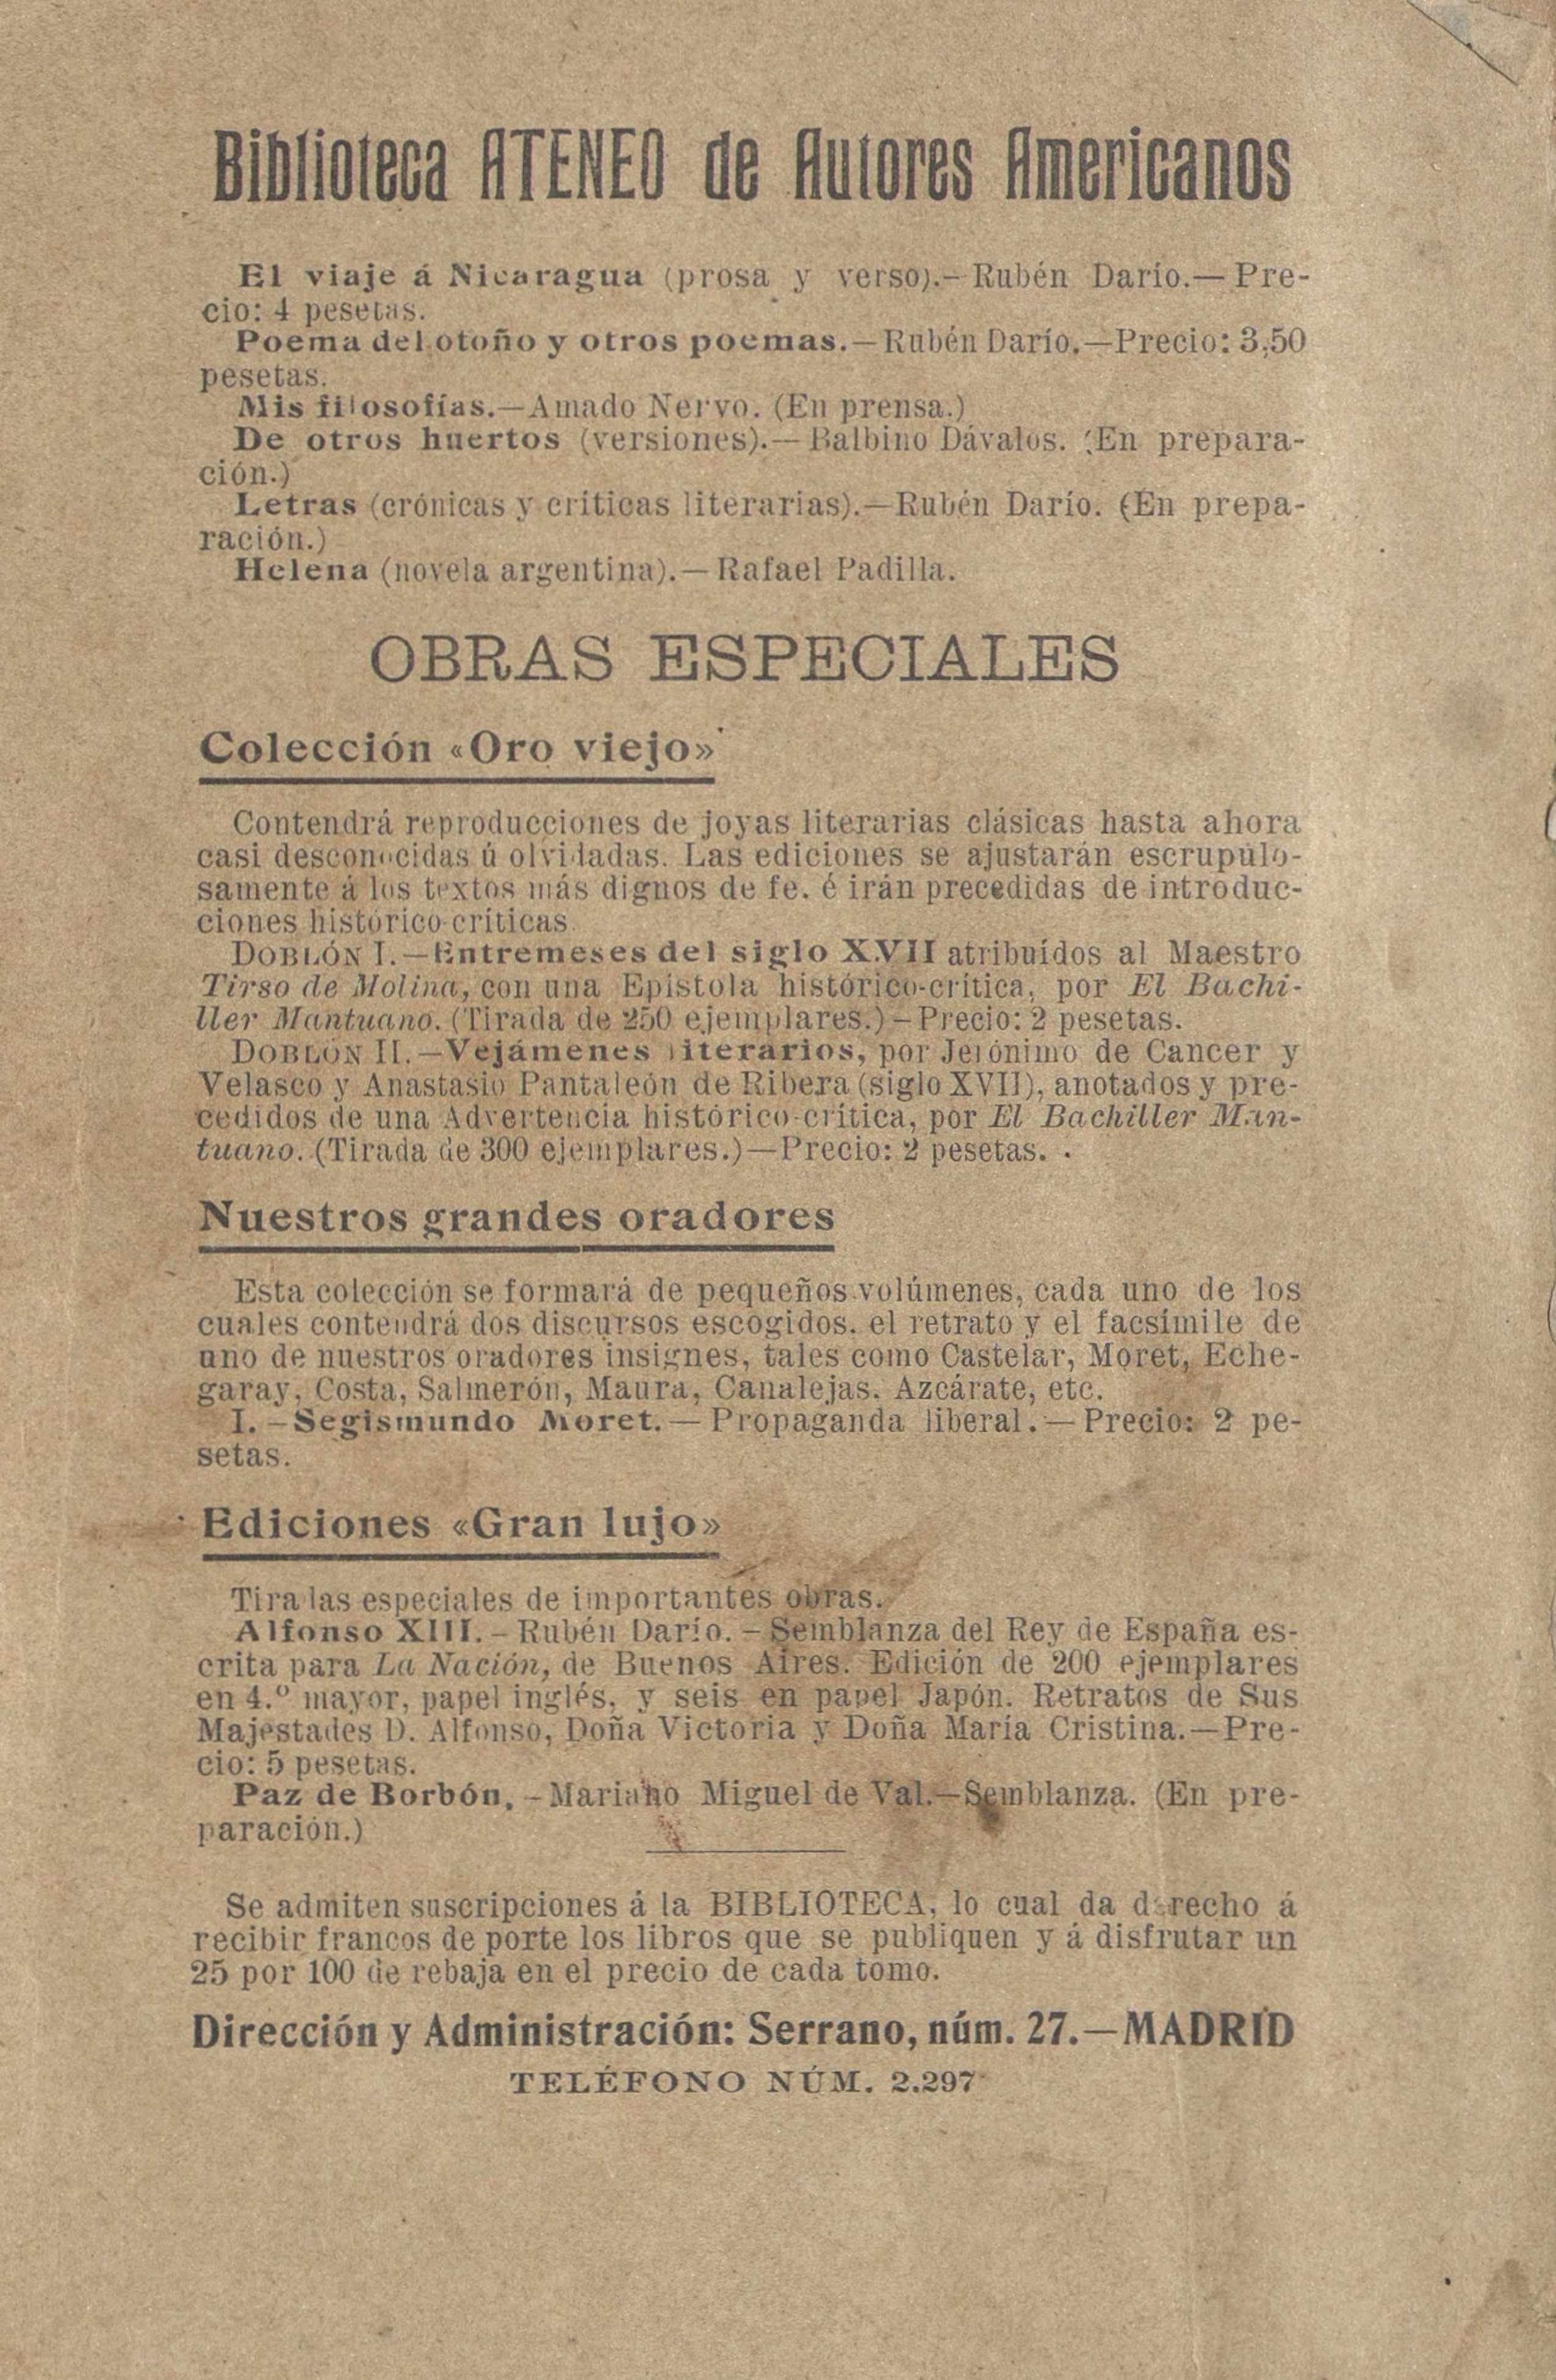 Biblioteca ATENEO de Autores Americanos
El viaje á Nicaragua (prosa y verso).—Rubén Darío.—Pre-
cio: 4 pesetas.
Poema del otoño y otros poemas.—Rubén Darío.—Precio: 3,50
pesetas.
Mis filosofías.—Amado Nervo. (En prensa.)
De otros huertos (versiones).—Balbino Dávalos. (En prepara-
ción.)
Letras (crónicas y críticas literarias).—Rubén Darío. (En prepa-
ración.)
Helena (novela argentina).—Rafael Padilla.
OBRAS ESPECIALES
Colección «Oro viejo»
Contendrá reproducciones de joyas literarias clásicas hasta ahora
casi desconocidas ú olvidadas. Las ediciones se ajustarán escrupulo-
samente á los textos más dignos de fe, é irán precedidas de introduc-
ciones histórico-críticas.
DOBLÓN I.—Entremeses del siglo XVII atribuídos al Maestro
Tirso de Molina, con una Epístola histórico-crítica, por El Bachi-
ller Mantuano. (Tirada de 250 ejemplares.)—Precio: 2 pesetas.
DOBLÓN II.—Vejámenes literarios, por Jerónimo de Cancer y
Velasco y Anastasio Pantaleón de Ribera (siglo XVII), anotados y pre-
cedidos de una Advertencia histórico-crítica, por El Bachiller Man-
tuano. (Tirada de 300 ejemplares.)—Precio: 2 pesetas.
Nuestros grandes oradores
Esta colección se formará de pequeños volúmenes, cada uno de los
cuales contendrá dos discursos escogidos, el retrato y el facsímile de
uno de nuestros oradores insignes, tales como Castelar, Moret, Eche-
garay, Costa, Salmerón, Maura, Canalejas, Azcárate, etc.
I.—Segismundo Moret.—Propaganda liberal.—Precio: 2 pe-
setas.
Ediciones «Gran lujo»
Tiradas especiales de importantes obras.
Alfonso XIII.—Rubén Darío.—Semblanza del Rey de España es-
crita para La Nación, de Buenos Aires. Edición de 200 ejemplares
en 4.º mayor, papel inglés, y seis en papel Japón. Retratos de Sus
Majestades D. Alfonso, Doña Victoria y Doña María Cristina.—Pre-
cio: 5 pesetas.
Paz de Borbón.—Mariano Miguel de Val.—Semblanza. (En pre-
paración.)
Se admiten suscripciones á la BIBLIOTECA, lo cual da derecho á
recibir francos de porte los libros que se publiquen y á disfrutar un
25 por 100 de rebaja en el precio de cada tomo.
Dirección y Administración: Serrano, núm. 27.—MADRID
TELÉFONO NÚM. 2.297